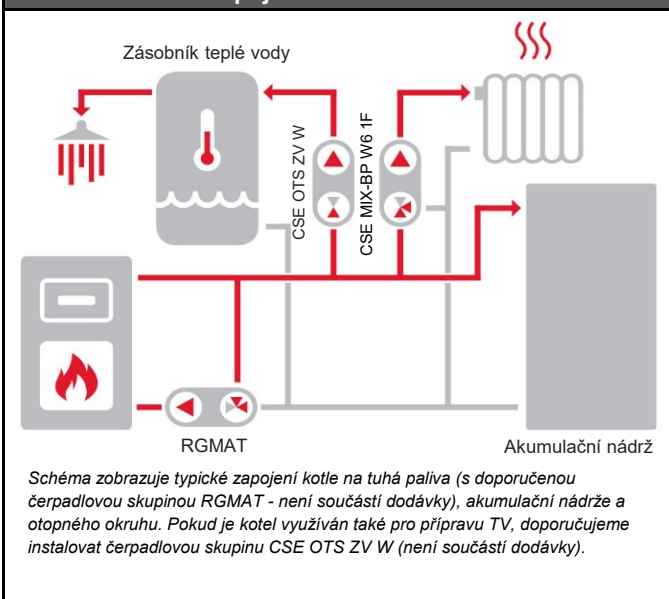 Zásobník teplé vody
CSE OTS ZV W
CSE MIX-BP W6 1F
RGMAT
Akumulační nádrž
Schéma zobrazuje typické zapojení kotle na tuhá paliva (s doporučenou
čerpadlovou skupinou RGMAT - není součástí dodávky), akumulační nádrže a
otopného okruhu. Pokud je kotel využíván také pro přípravu TV, doporučujeme
instalovat čerpadlovou skupinu CSE OTS ZV W (není součástí dodávky).